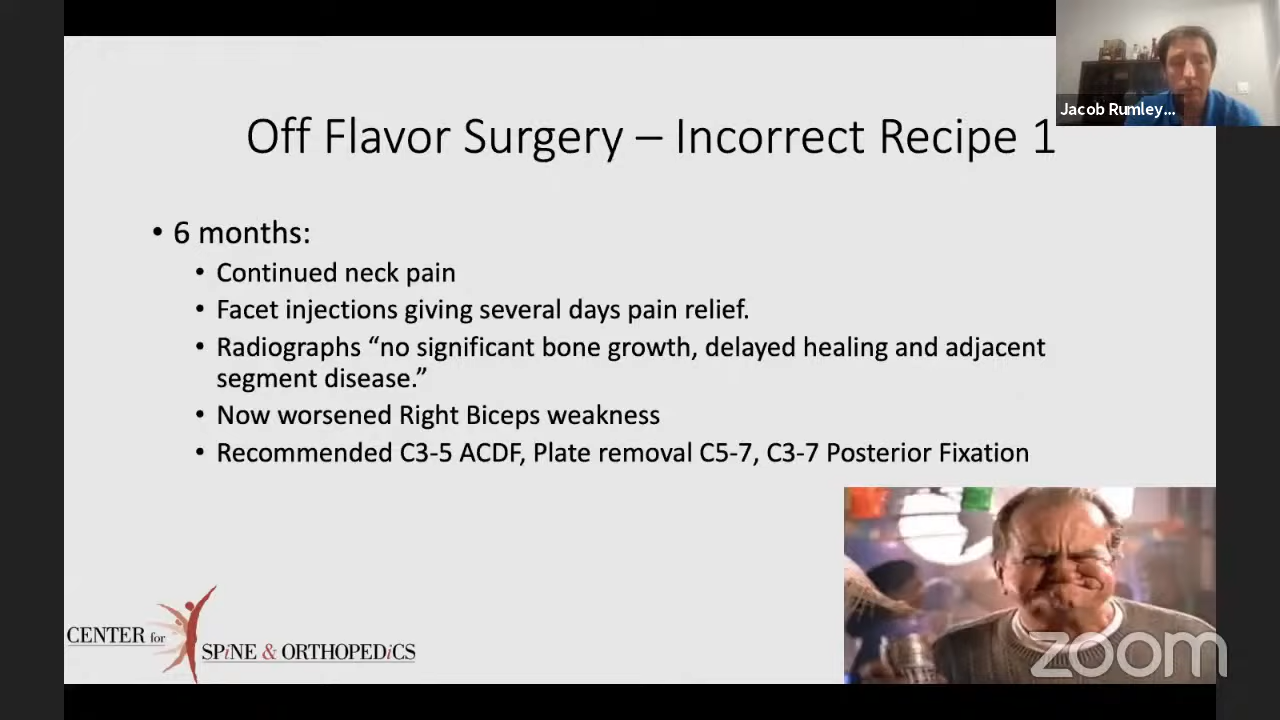 Jacob Rumley...
Off Flavor Surgery – Incorrect Recipe 1
• 6 months:
• Continued neck pain
• Facet injections giving several days pain relief.
• Radiographs “no significant bone growth, delayed healing and adjacent
segment disease.”
• Now worsened Right Biceps weakness
• Recommended C3-5 ACDF, Plate removal C5-7, C3-7 Posterior Fixation
CENTER for
SPiNE & ORTHOPEDiCS
zoom